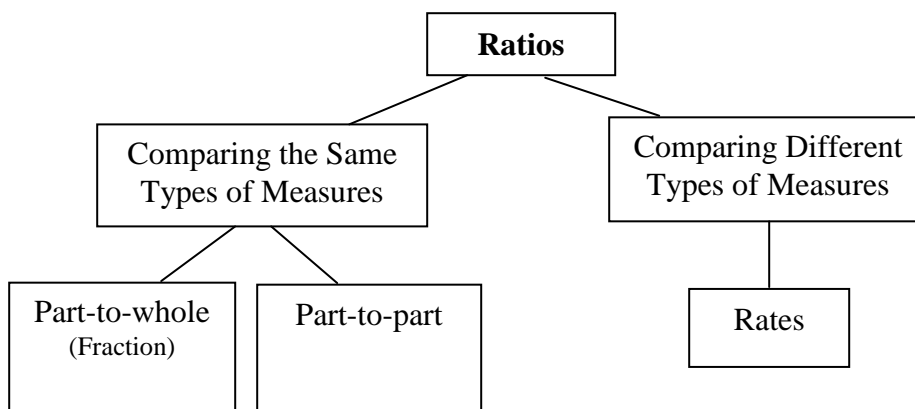 Ratios
Comparing the Same
Types of Measures
Comparing Different
Types of Measures
Part-to-whole
(Fraction)
Part-to-part
Rates